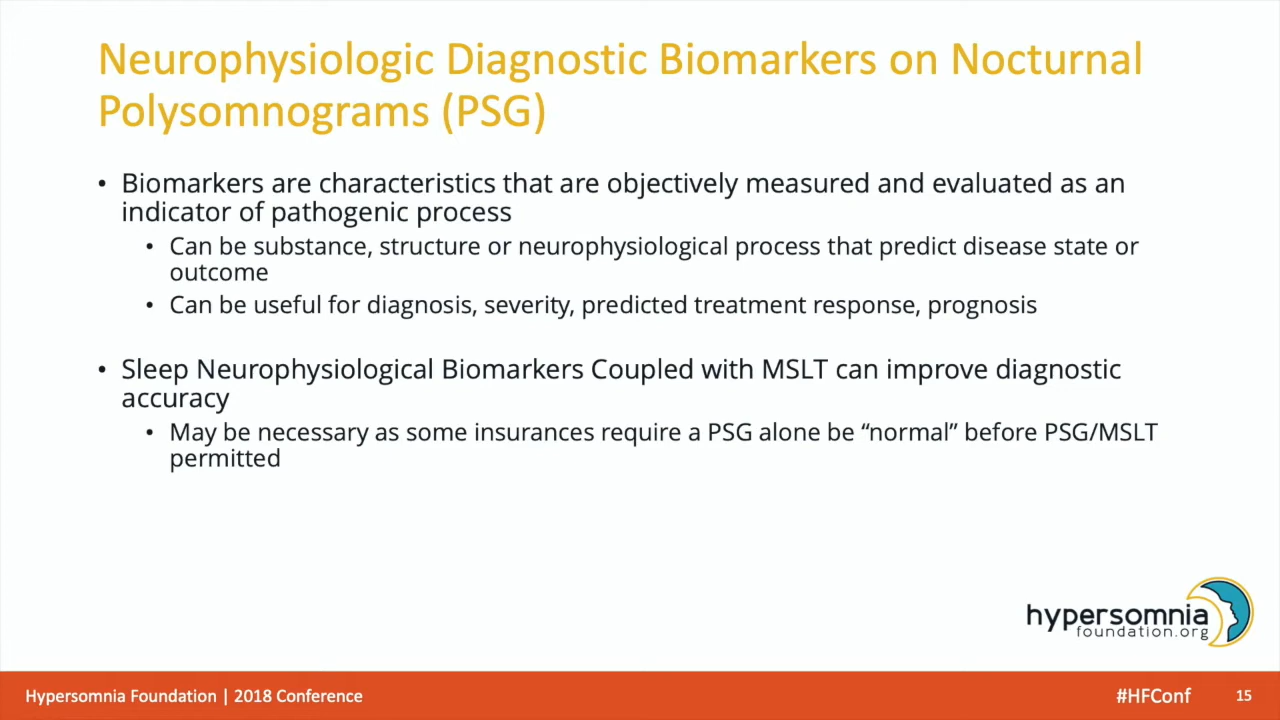 Neurophysiologic Diagnostic Biomarkers on Nocturnal
Polysomnograms (PSG)
• Biomarkers are characteristics that are objectively measured and evaluated as an
indicator of pathogenic process
• Can be substance, structure or neurophysiological process that predict disease state or
outcome
• Can be useful for diagnosis, severity, predicted treatment response, prognosis
• Sleep Neurophysiological Biomarkers Coupled with MSLT can improve diagnostic
accuracy
• May be necessary as some insurances require a PSG alone be “normal” before PSG/MSLT
permitted
hypersomnia
foundation.org
Hypersomnia Foundation | 2018 Conference
#HFConf
15